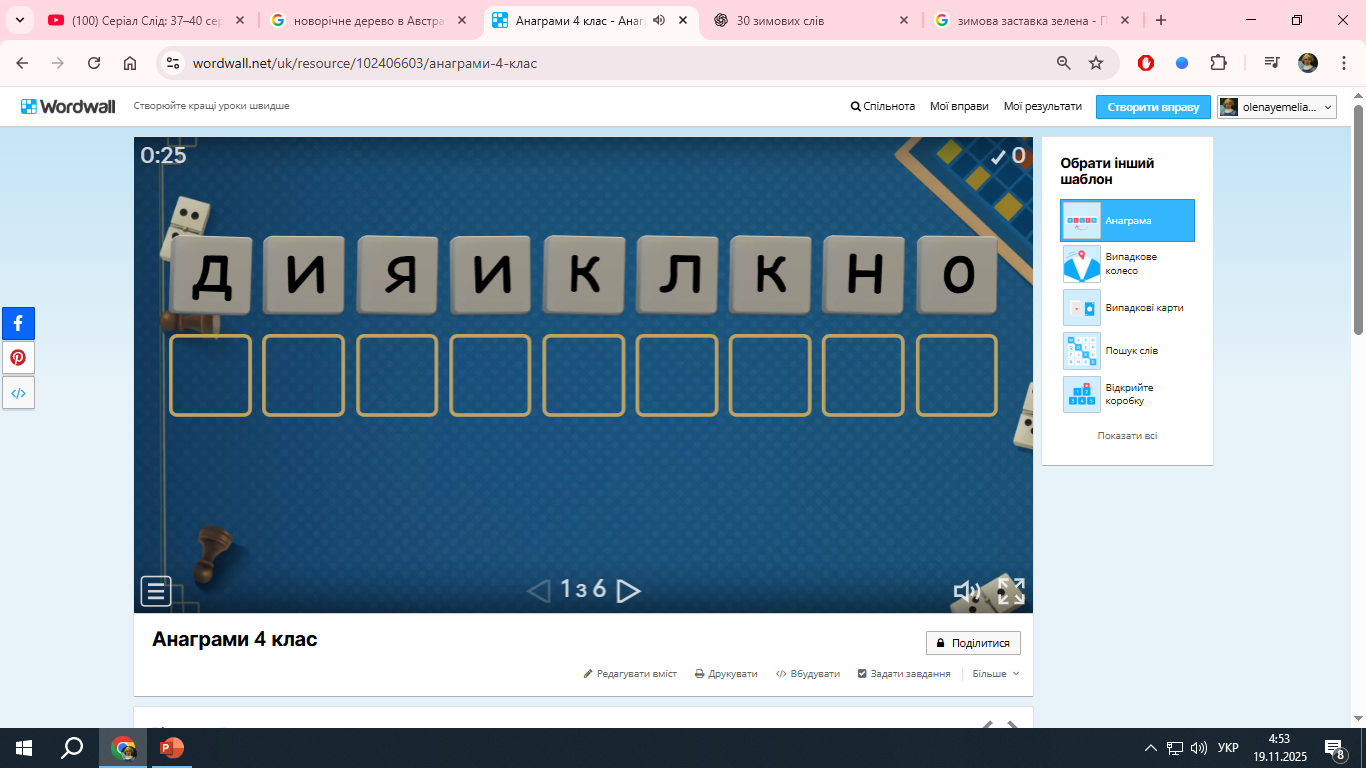 (100) Серіал Слід: 37–40 сер
новорічне дерево в Австра
Анаграми 4 клас - Анаг
30 зимових слів
зимова заставка зелена - П
wordwall.net/uk/resource/102406603/анаграми-4-клас
Wordwall
Створюйте кращі уроки швидше
Спільнота
Мої вправи
Мої результати
Створити вправу
olenayemelia...
0:25
0
Д И Я И К Л К Н О
1 з 6
Обрати інший
шаблон
Анаграма
Випадкове
колесо
Випадкові карти
Пошук слів
Відкрийте
коробку
Показати всі
Анаграми 4 клас
Поділитися
Редагувати вміст
Друкувати
Вбудувати
Задати завдання
Більше
P
УКР
4:53
19.11.2025
8